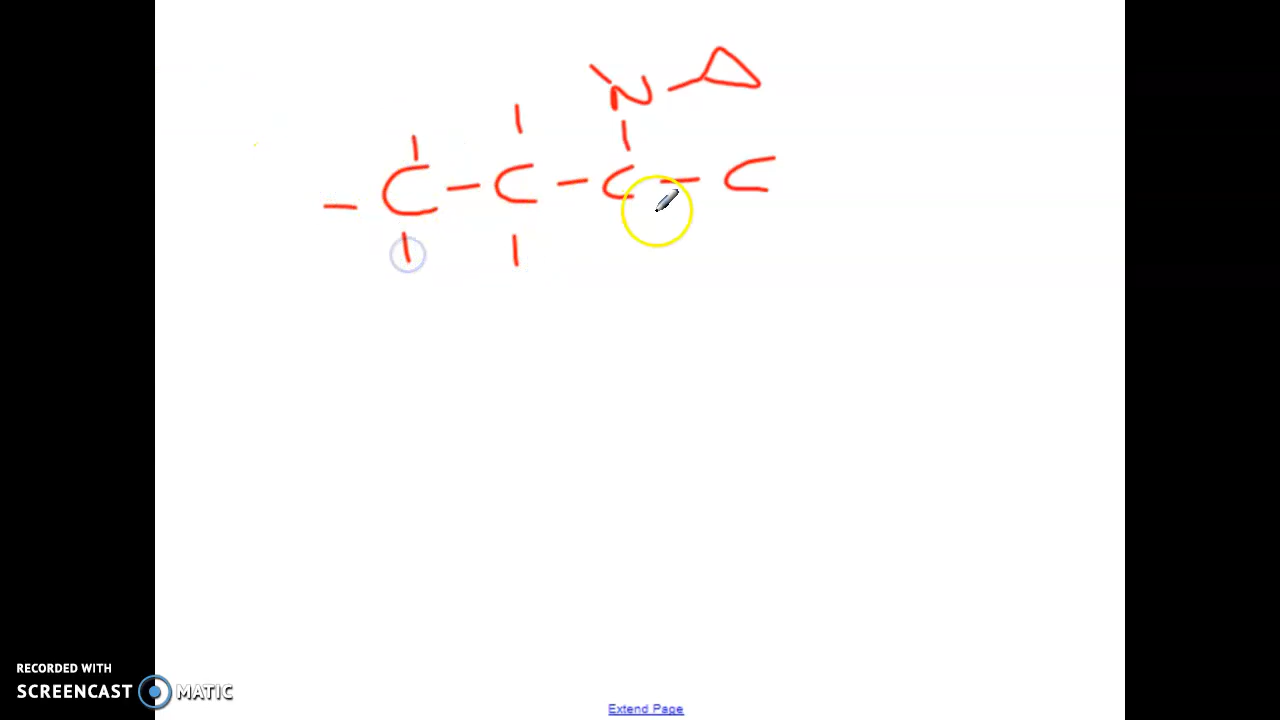 N
C - C - C - C
RECORDED WITH
SCREENCAST MATIC
Extend Page